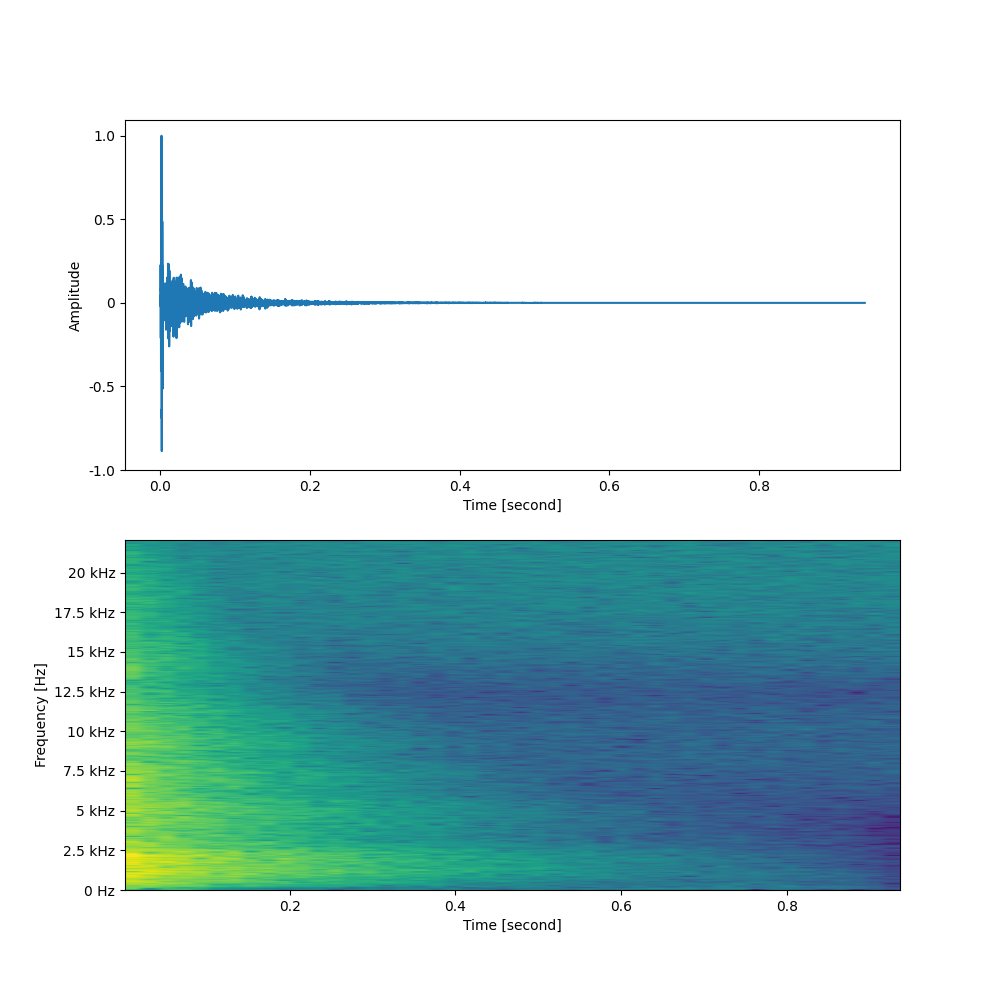 1.0
0.5
0
-0.5
-1.0
Amplitude
0.0 0.2 0.4 0.6 0.8
Time [second]
20 kHz
17.5 kHz
15 kHz
12.5 kHz
10 kHz
7.5 kHz
5 kHz
2.5 kHz
0 Hz
Frequency [Hz]
0.2 0.4 0.6 0.8
Time [second]